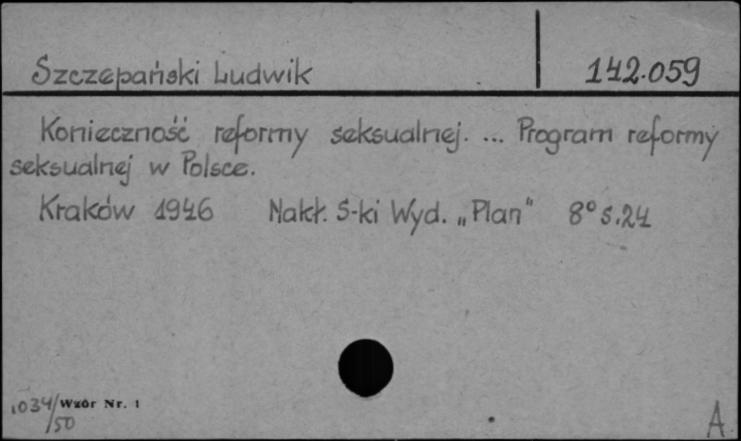 Szczepański Ludwik 142.059
Konieczność reformy seksualnej. ... Program reformy
seksualnej w Polsce.
Kraków 1946 Nakł. S-ki Wyd. „Plan" 8° s.24
1034/50 Wzór Nr. 1
A